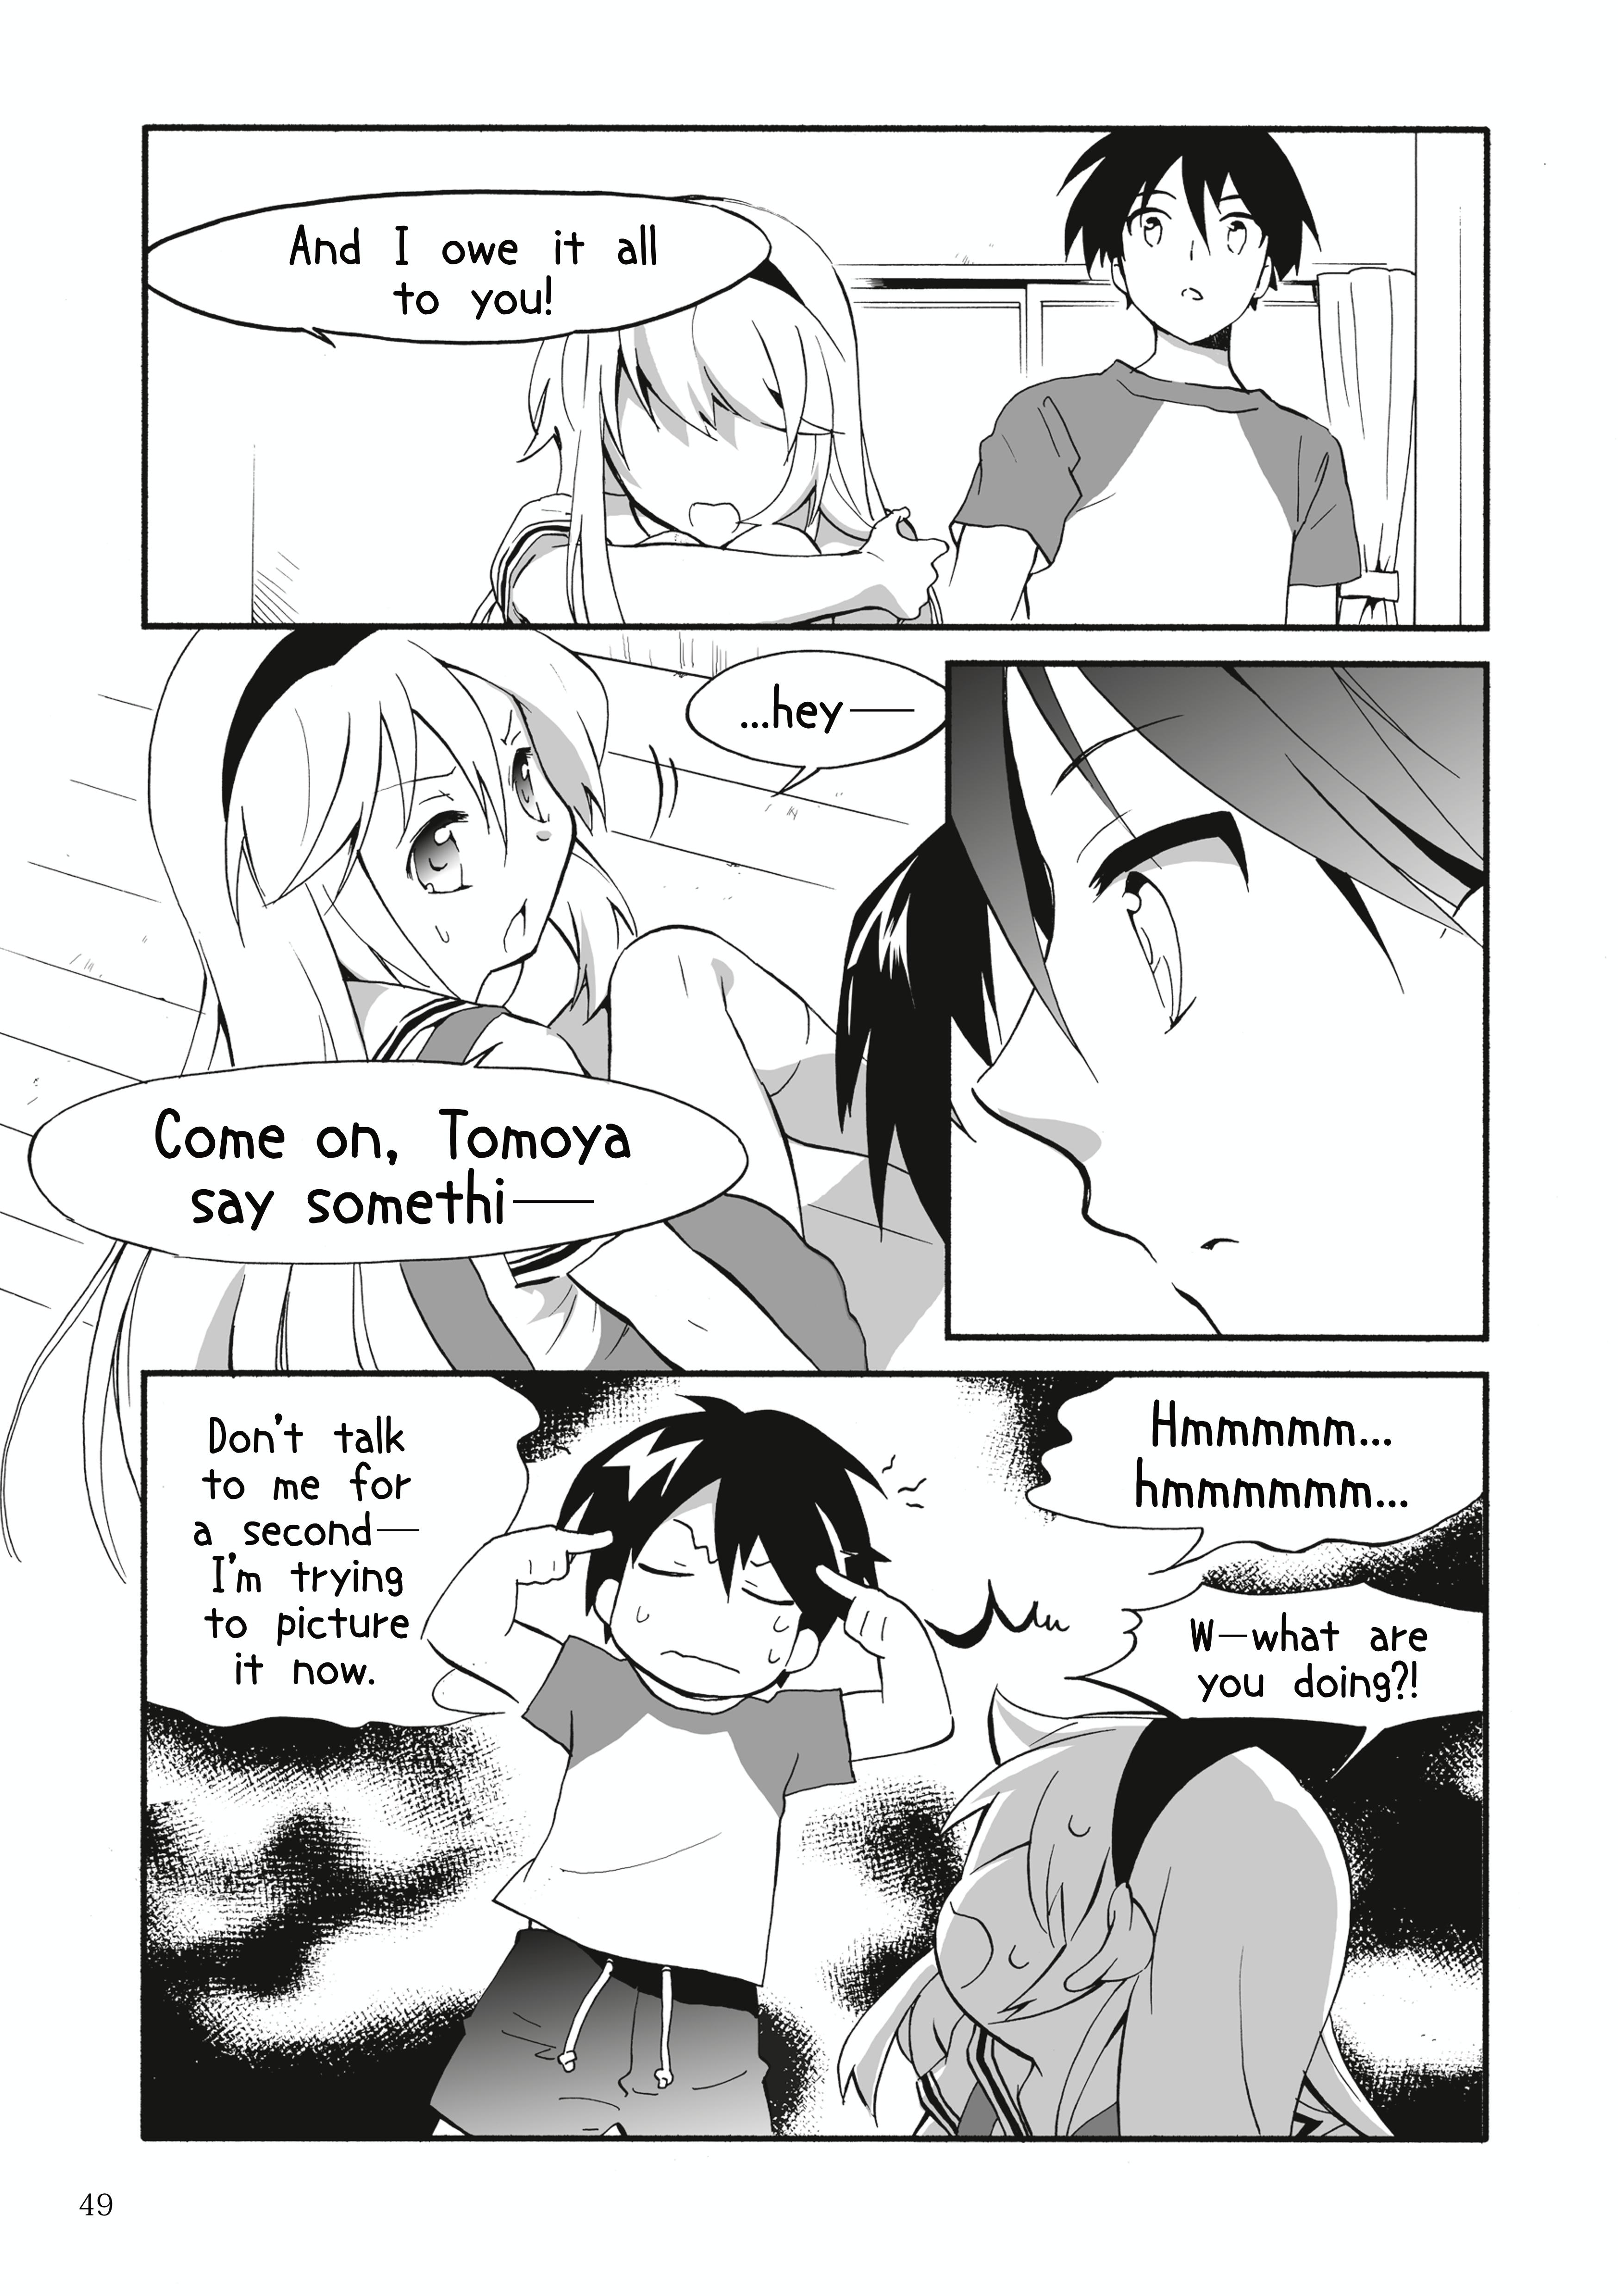 And I owe it all
to you!
...hey—
Come on, Tomoya
say somethi—
Hmmmmm...
hmmmmmm...
W—what are
you doing?!
Don't talk
to me for
a second—
I'm trying
to picture
it now.
49